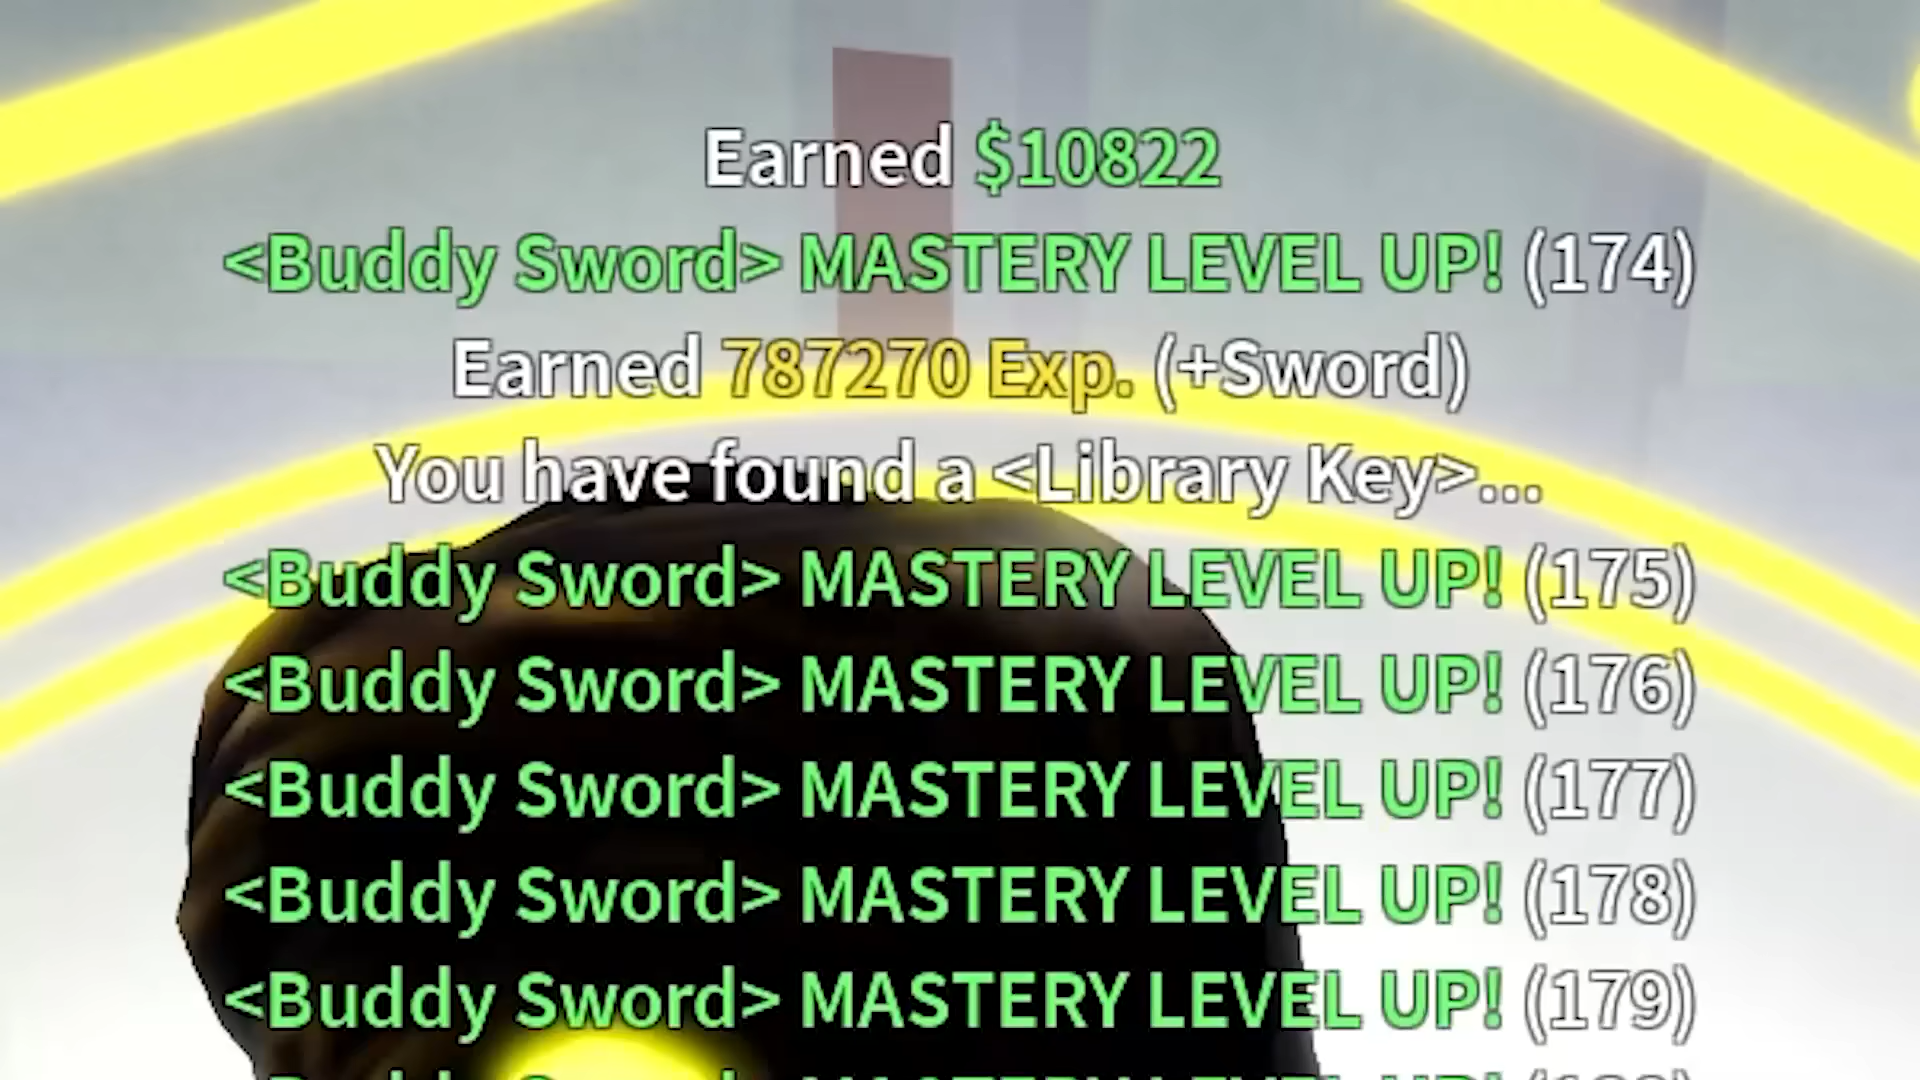 Earned $10822
<Buddy Sword> MASTERY LEVEL UP! (174)
Earned 787270 Exp. (+Sword)
You have found a <Library Key>...
<Buddy Sword> MASTERY LEVEL UP! (175)
<Buddy Sword> MASTERY LEVEL UP! (176)
<Buddy Sword> MASTERY LEVEL UP! (177)
<Buddy Sword> MASTERY LEVEL UP! (178)
<Buddy Sword> MASTERY LEVEL UP! (179)